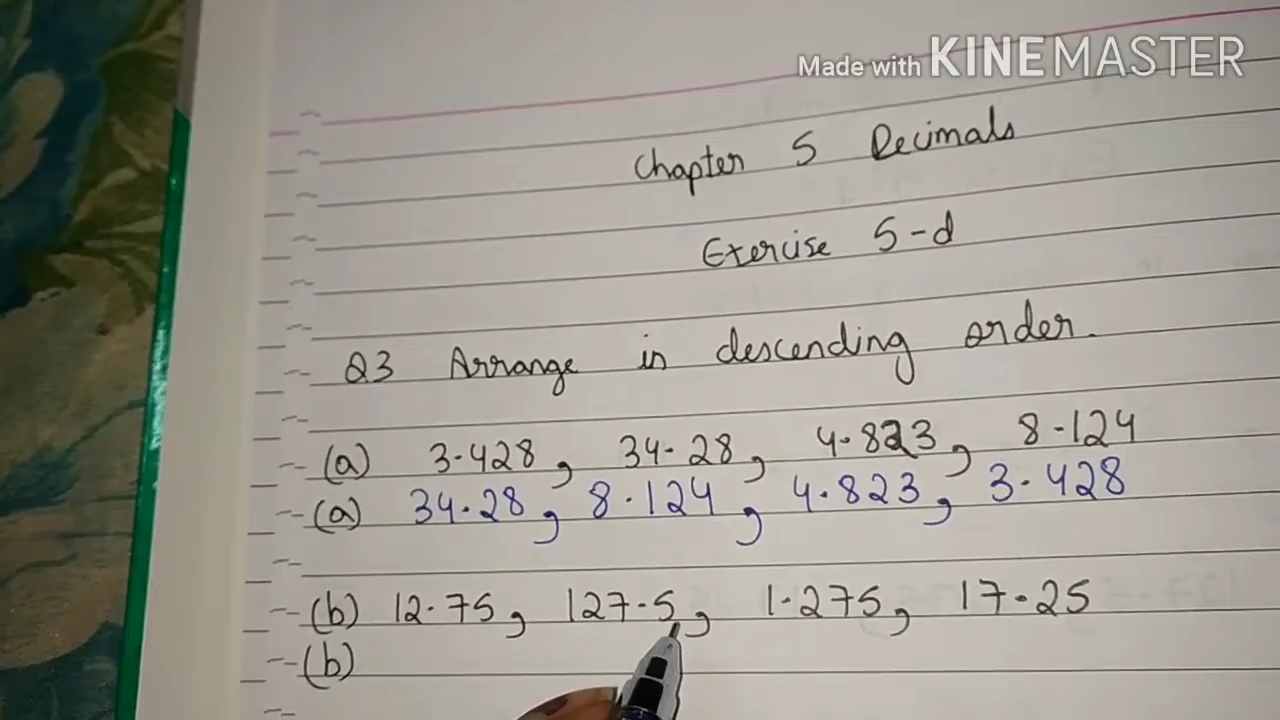 Made with KINEMASTER
Chapter 5 Decimals
Exercise 5-d
Q3 Arrange in descending order.
(a) 3.428, 34.28, 4.823, 8.124
(a) 34.28, 8.124, 4.823, 3.428
(b) 12.75, 127.5, 1.275, 17.25
(b)